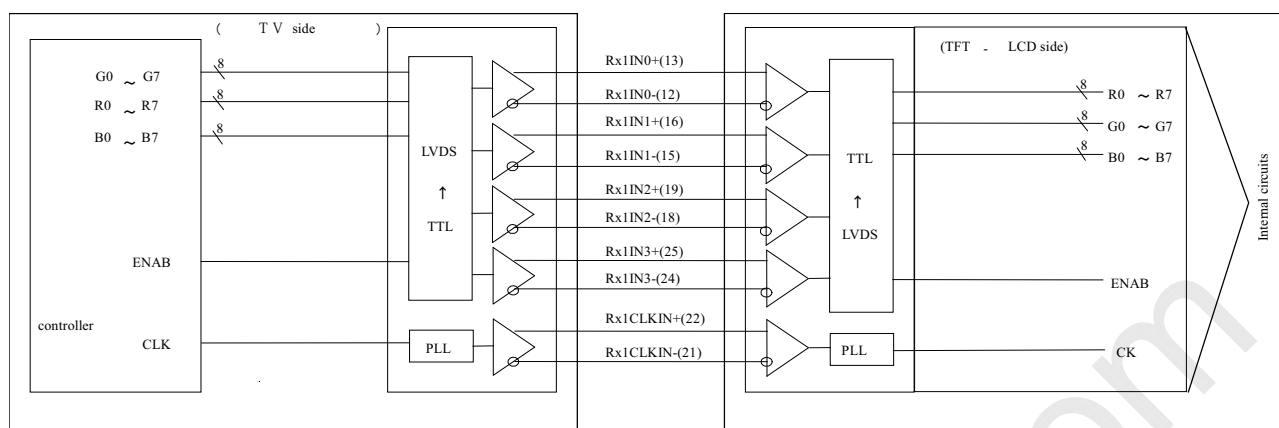 ( TV side )
G0 ~ G7
8
R0 ~ R7
8
B0 ~ B7
8
ENAB
controller
CLK
LVDS
↑
TTL
PLL
Rx1IN0+(13)
Rx1IN0-(12)
Rx1IN1+(16)
Rx1IN1-(15)
Rx1IN2+(19)
Rx1IN2-(18)
Rx1IN3+(25)
Rx1IN3-(24)
Rx1CLKIN+(22)
Rx1CLKIN-(21)
TTL
↑
LVDS
PLL
(TFT - LCD side)
8
R0 ~ R7
8
G0 ~ G7
8
B0 ~ B7
ENAB
CK
Internal circuits
om